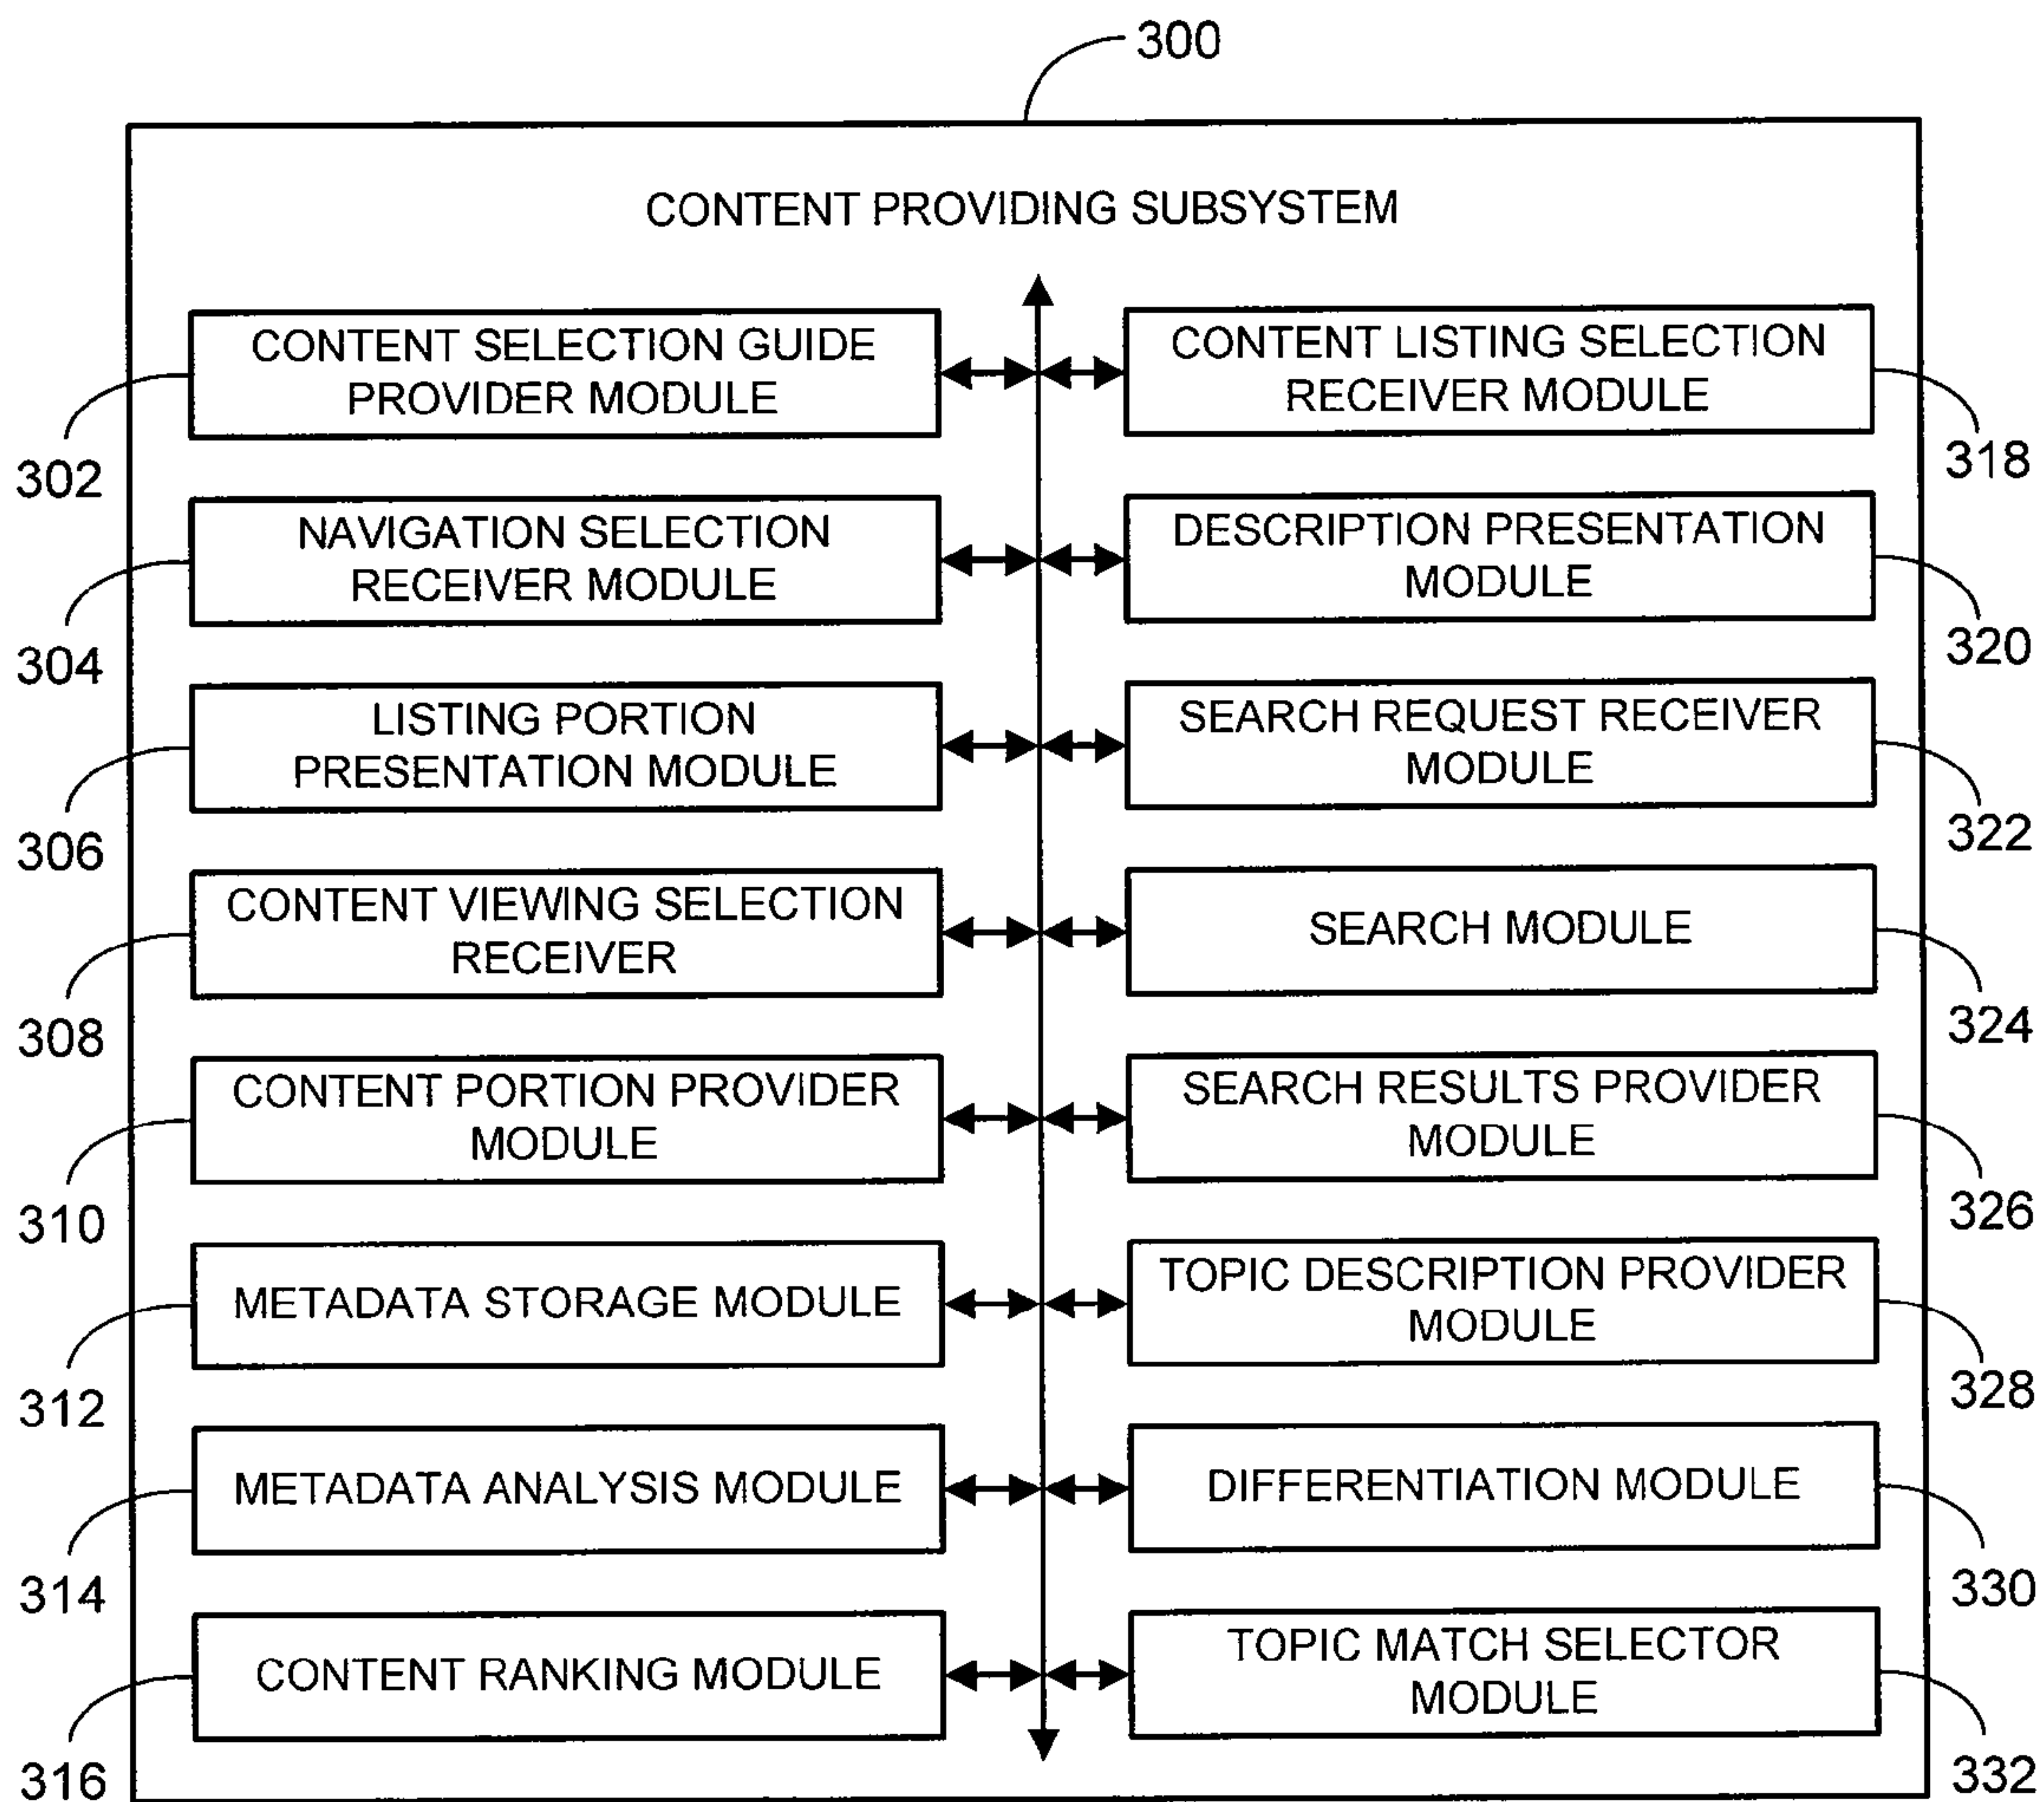 300
CONTENT PROVIDING SUBSYSTEM
CONTENT SELECTION GUIDE
PROVIDER MODULE
302
NAVIGATION SELECTION
RECEIVER MODULE
304
LISTING PORTION
PRESENTATION MODULE
306
CONTENT VIEWING SELECTION
RECEIVER
308
CONTENT PORTION PROVIDER
MODULE
310
METADATA STORAGE MODULE
312
METADATA ANALYSIS MODULE
314
CONTENT RANKING MODULE
316
CONTENT LISTING SELECTION
RECEIVER MODULE
318
DESCRIPTION PRESENTATION
MODULE
320
SEARCH REQUEST RECEIVER
MODULE
322
SEARCH MODULE
324
SEARCH RESULTS PROVIDER
MODULE
326
TOPIC DESCRIPTION PROVIDER
MODULE
328
DIFFERENTIATION MODULE
330
TOPIC MATCH SELECTOR
MODULE
332